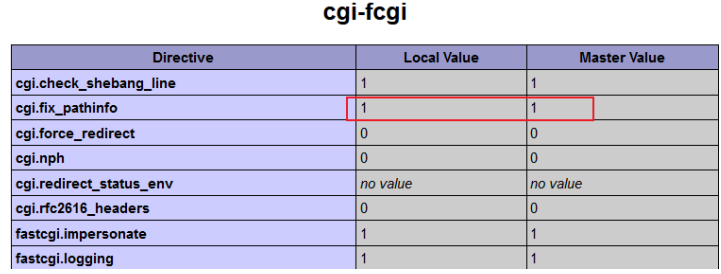 cgi-fcgi
Directive Local Value Master Value
cgi.check_shebang_line 1 1
cgi.fix_pathinfo 1 1
cgi.force_redirect 0 0
cgi.nph 0 0
cgi.redirect_status_env no value no value
cgi.rfc2616_headers 0 0
fastcgi.impersonate 1 1
fastcgi.logging 1 1